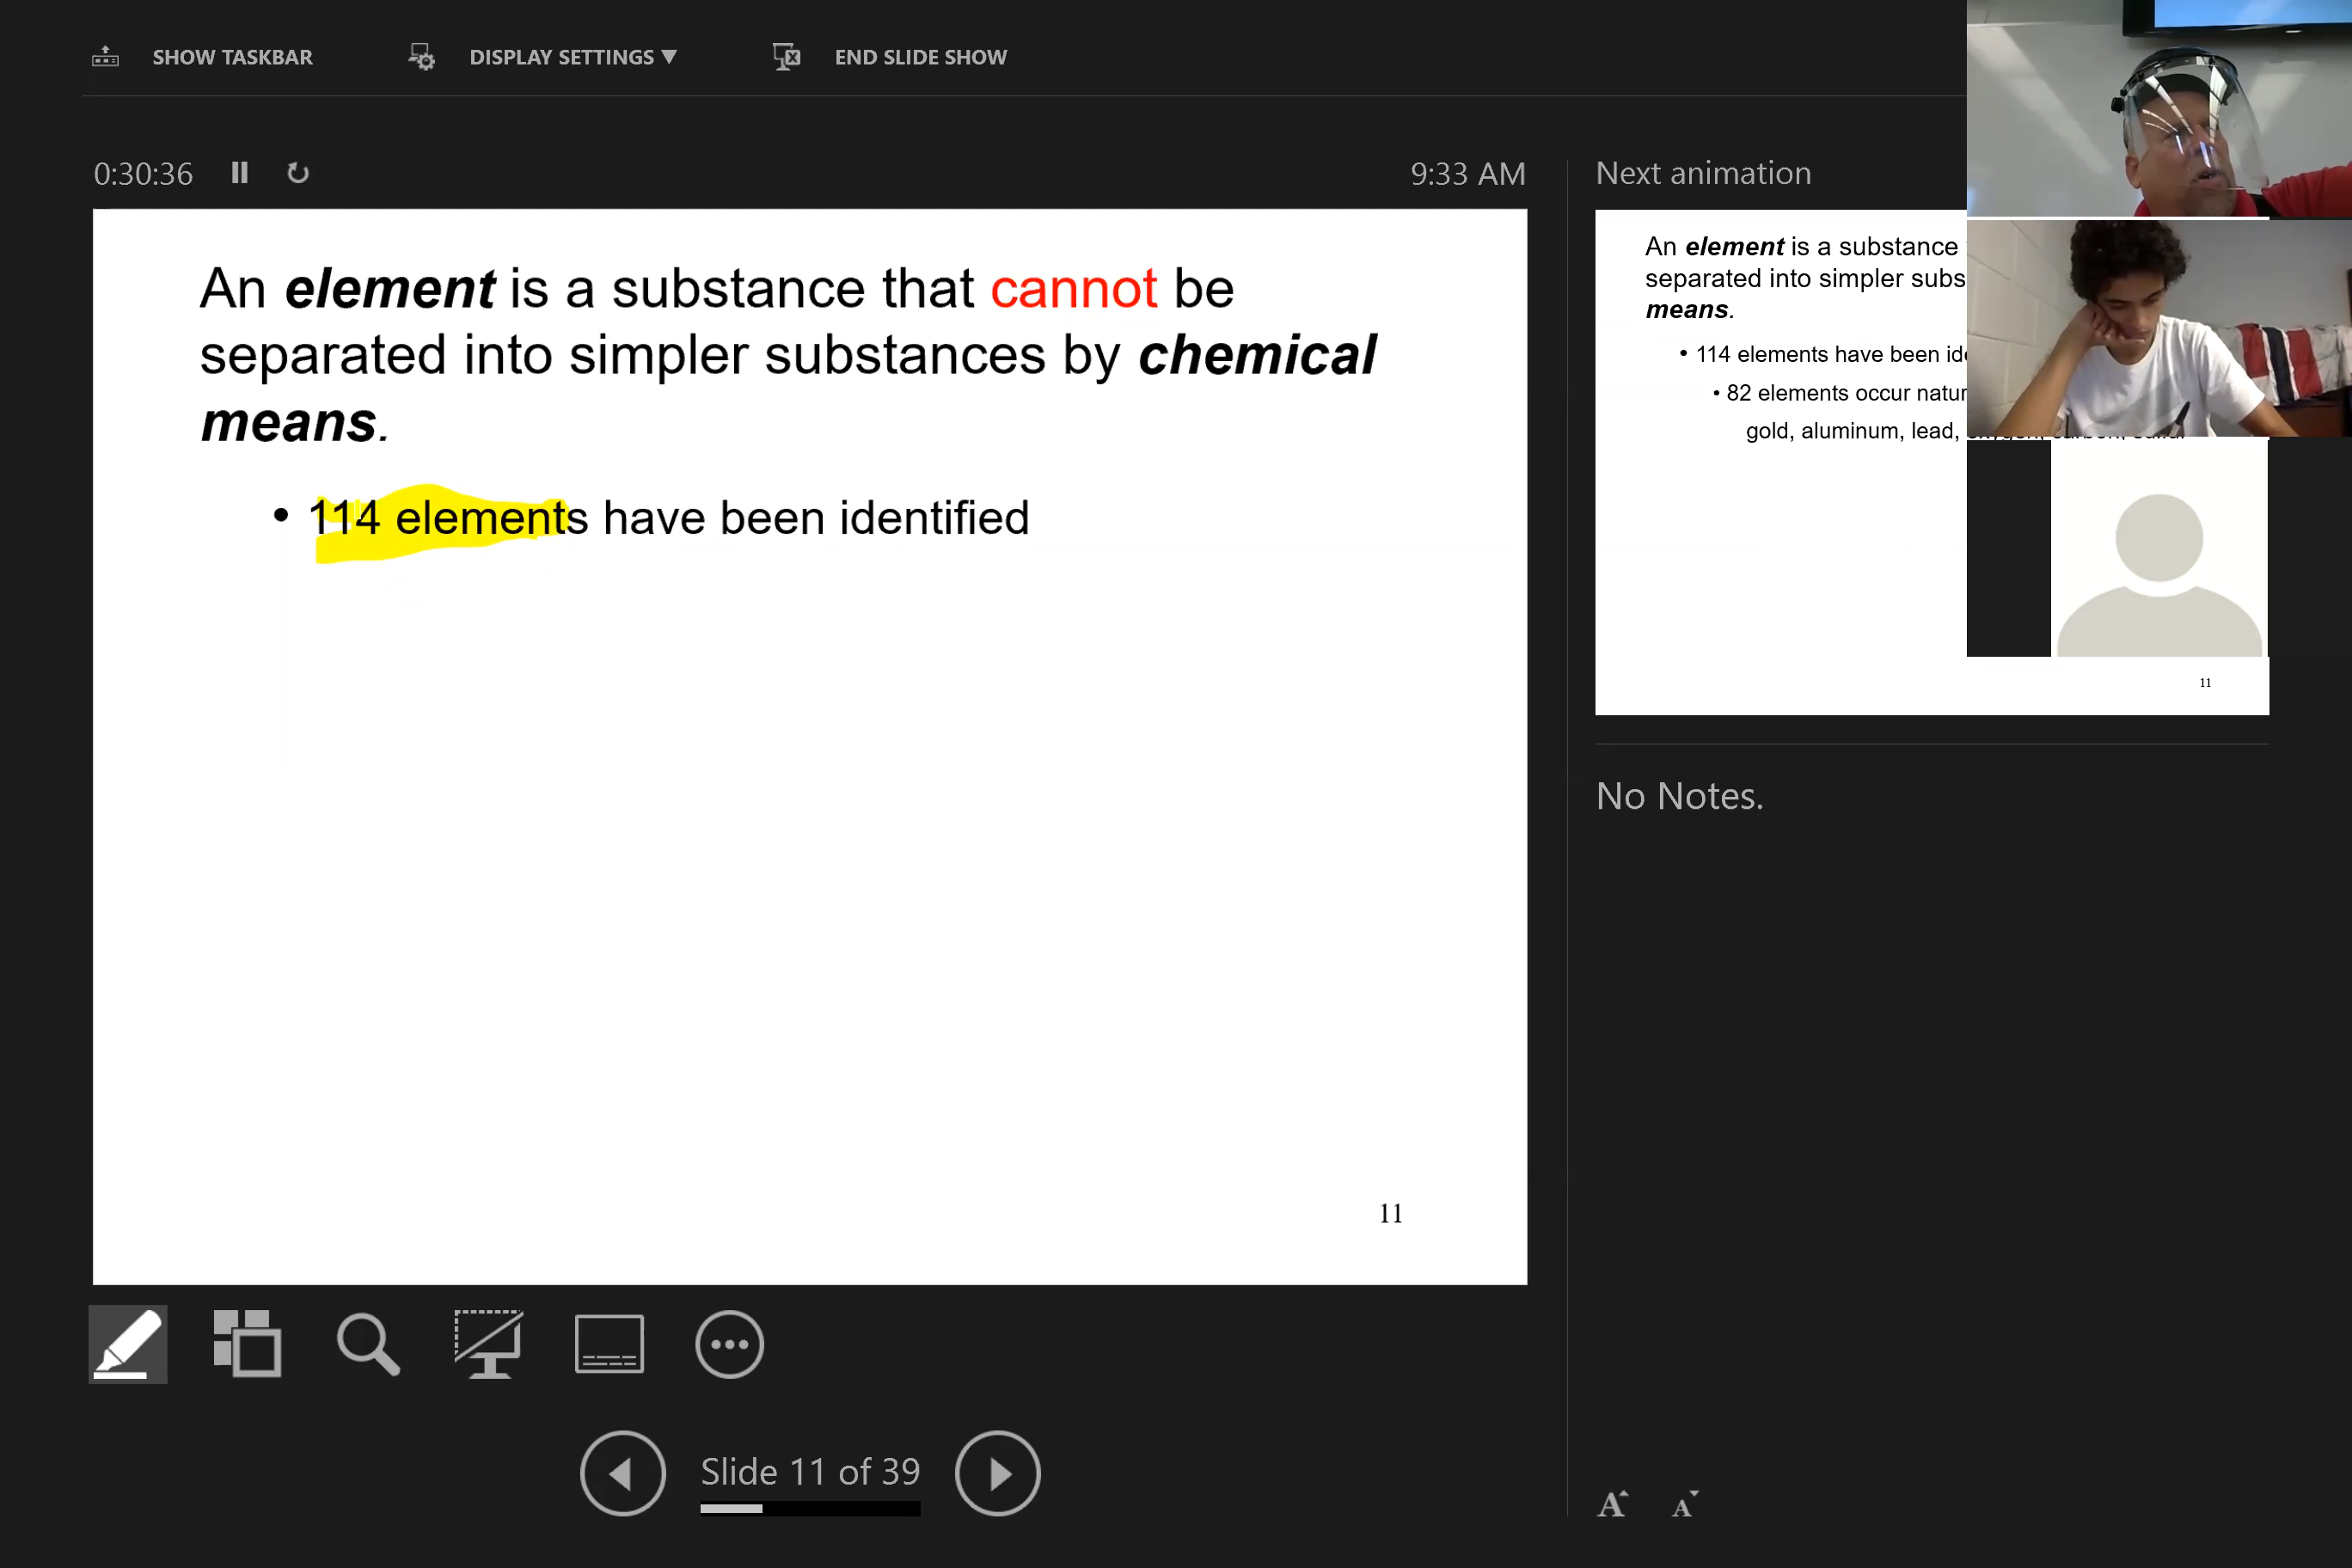 SHOW TASKBAR
DISPLAY SETTINGS ▼
END SLIDE SHOW
0:30:36
9:33 AM
An element is a substance that cannot be
separated into simpler substances by chemical
means.
• 114 elements have been identified
11
Slide 11 of 39
Next animation
An element is a substance
separated into simpler subs
means.
• 114 elements have been
• 82 elements occur natur
gold, aluminum, lead,
11
No Notes.
A
A